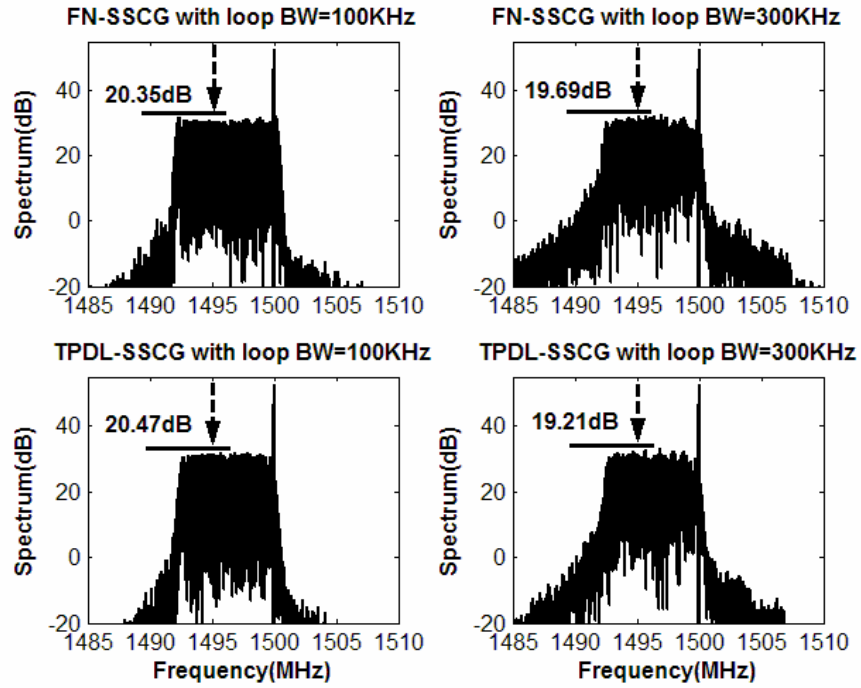 FN-SSCG with loop BW=100KHz
Spectrum(dB)
40
20
0
-20
20.35dB
1485 1490 1495 1500 1505 1510
FN-SSCG with loop BW=300KHz
Spectrum(dB)
40
20
0
-20
19.69dB
1485 1490 1495 1500 1505 1510
TPDL-SSCG with loop BW=100KHz
Spectrum(dB)
40
20
0
-20
20.47dB
1485 1490 1495 1500 1505 1510
Frequency(MHz)
TPDL-SSCG with loop BW=300KHz
Spectrum(dB)
40
20
0
-20
19.21dB
1485 1490 1495 1500 1505 1510
Frequency(MHz)